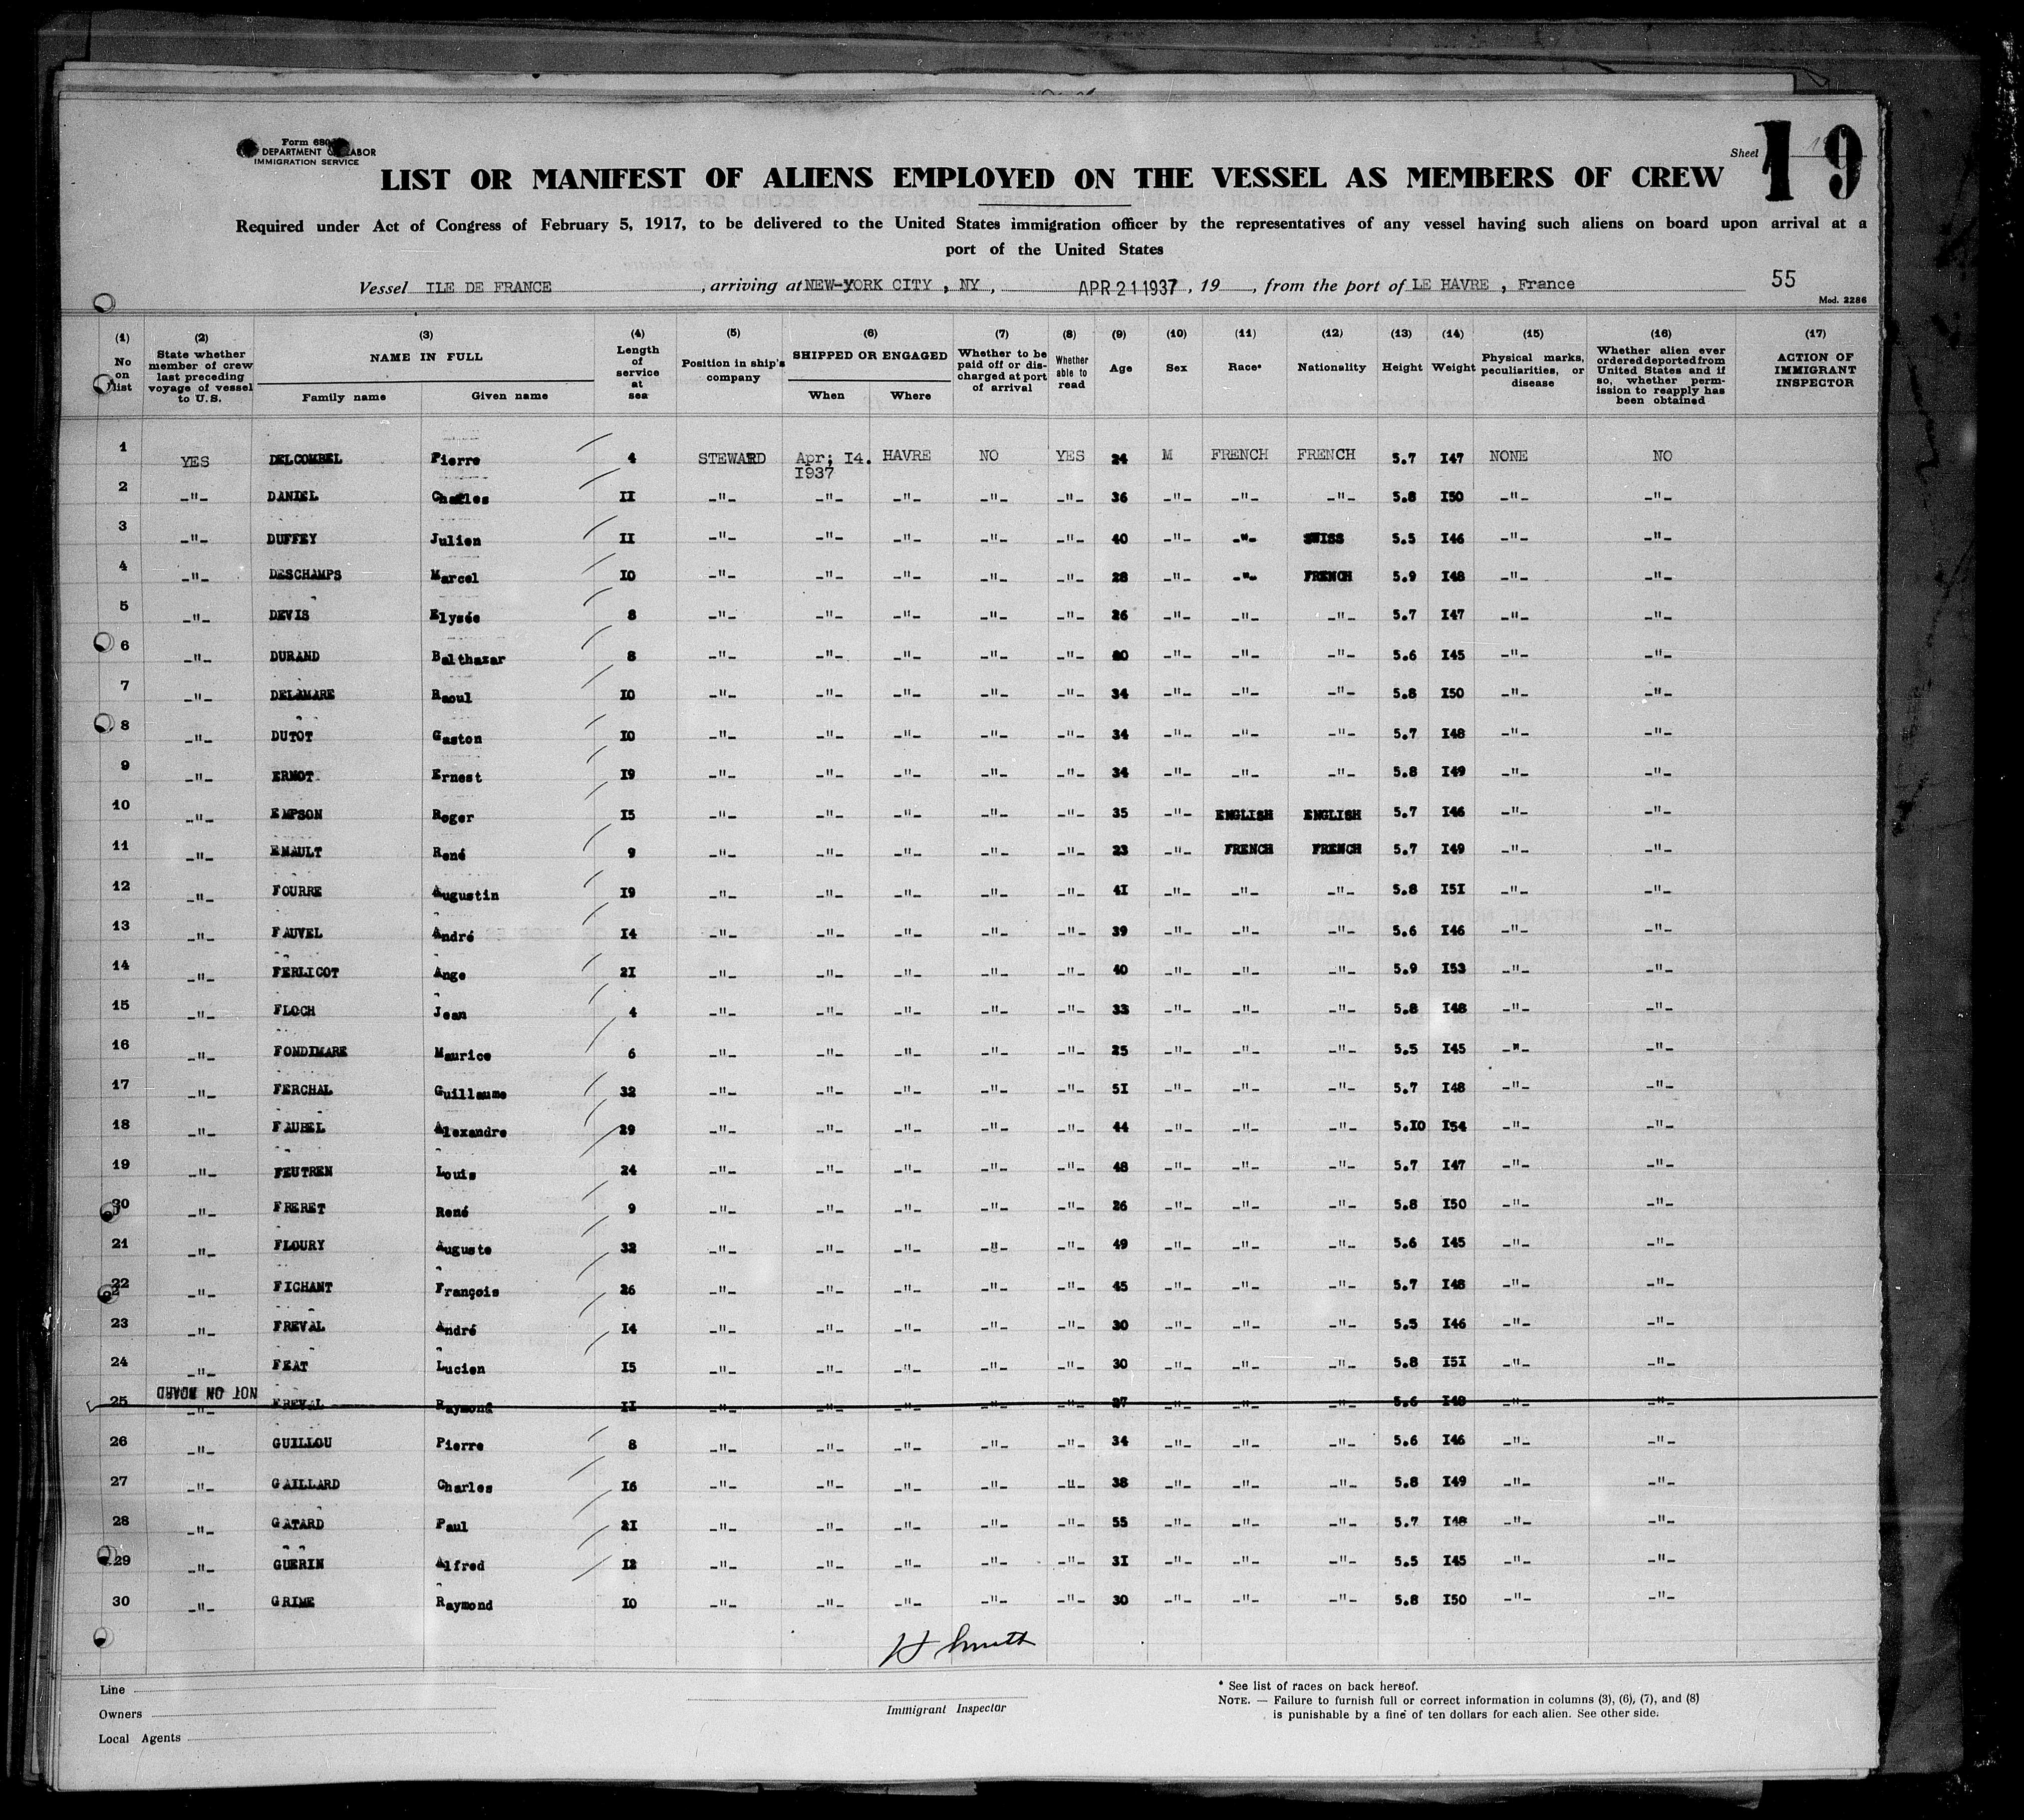 Form 680
DEPARTMENT OF LABOR
IMMIGRATION SERVICE
Sheet 19
LIST OR MANIFEST OF ALIENS EMPLOYED ON THE VESSEL AS MEMBERS OF CREW
Required under Act of Congress of February 5, 1917, to be delivered to the United States immigration officer by the representatives of any vessel having such aliens on board upon arrival at a
port of the United States
Vessel ILE DE FRANCE , arriving at NEW-YORK CITY , NY , APR 21 1937 , 19 , from the port of LE HAVRE , France 55
Mod. 2286
(1) No on list (2) State whether member of crew last preceding voyage of vessel to U.S. (3) NAME IN FULL Family name Given name (4) Length of service at sea (5) Position in ship's company (6) SHIPPED OR ENGAGED When Where (7) Whether to be paid off or discharged at port of arrival (8) Whether able to read (9) Age (10) Sex (11) Race* (12) Nationality (13) Height (14) Weight (15) Physical marks, peculiarities, or disease (16) Whether alien ever ordered deported from United States and if so, whether permission to reapply has been obtained (17) ACTION OF IMMIGRANT INSPECTOR
1 YES DELCOMBEL Pierre 4 STEWARD Apr; I4. I937 HAVRE NO YES 24 M FRENCH FRENCH 5.7 I47 NONE NO
2 -"- DANIEL Charles II -"- -"- -"- -"- -"- 36 -"- -"- -"- 5.8 I50 -"- -"-
3 -"- DUFFEY Julien II -"- -"- -"- -"- -"- 40 -"- -"- SWISS 5.5 I46 -"- -"-
4 -"- DESCHAMPS Marcel I0 -"- -"- -"- -"- -"- 28 -"- -"- FRENCH 5.9 I48 -"- -"-
5 -"- DEVIS Elysée 8 -"- -"- -"- -"- -"- 26 -"- -"- -"- 5.7 I47 -"- -"-
6 -"- DURAND Balthazar 8 -"- -"- -"- -"- -"- -"- -"- -"- 5.6 I45 -"- -"-
7 -"- DELAMARE Raoul I0 -"- -"- -"- -"- -"- 34 -"- -"- -"- 5.8 I50 -"- -"-
8 -"- DUTOT Gaston I0 -"- -"- -"- -"- -"- 34 -"- -"- -"- 5.7 I48 -"- -"-
9 -"- ERNOT Ernest I9 -"- -"- -"- -"- -"- 34 -"- -"- -"- 5.8 I49 -"- -"-
10 -"- EMPSON Roger I5 -"- -"- -"- -"- -"- 35 -"- ENGLISH ENGLISH 5.7 I46 -"- -"-
11 -"- EMAULT René 9 -"- -"- -"- -"- -"- 23 -"- FRENCH FRENCH 5.7 I49 -"- -"-
12 -"- FOURRE Augustin I9 -"- -"- -"- -"- -"- 4I -"- -"- -"- 5.8 I5I -"- -"-
13 -"- FAUVEL André I4 -"- -"- -"- -"- -"- 39 -"- -"- -"- 5.6 I46 -"- -"-
14 -"- FERLICOT Ange 2I -"- -"- -"- -"- -"- 40 -"- -"- -"- 5.9 I53 -"- -"-
15 -"- FLOCH Jean 4 -"- -"- -"- -"- -"- 33 -"- -"- -"- 5.8 I48 -"- -"-
16 -"- FONDIMARE Maurice 6 -"- -"- -"- -"- -"- 25 -"- -"- -"- 5.5 I45 -"- -"-
17 -"- FERCHAL Guillaume 32 -"- -"- -"- -"- -"- 5I -"- -"- -"- 5.7 I48 -"- -"-
18 -"- FAUBEL Alexandre 29 -"- -"- -"- -"- -"- 44 -"- -"- -"- 5.I0 I54 -"- -"-
19 -"- FEUTREN Louis 24 -"- -"- -"- -"- -"- 48 -"- -"- -"- 5.7 I47 -"- -"-
20 -"- FRERET René 9 -"- -"- -"- -"- -"- 26 -"- -"- -"- 5.8 I50 -"- -"-
21 -"- FLOURY Auguste 32 -"- -"- -"- -"- -"- 49 -"- -"- -"- 5.6 I45 -"- -"-
22 -"- FICHANT François 26 -"- -"- -"- -"- -"- 45 -"- -"- -"- 5.7 I48 -"- -"-
23 -"- FREVAL André I4 -"- -"- -"- -"- -"- 30 -"- -"- -"- 5.5 I46 -"- -"-
24 -"- FEAT Lucien I5 -"- -"- -"- -"- -"- 30 -"- -"- -"- 5.8 I5I -"- -"-
NOT ON BOARD
25 -"- FREVAL Raymond II -"- -"- -"- -"- -"- 27 -"- -"- -"- 5.6 I48 -"- -"-
26 -"- GUILLOU Pierre 8 -"- -"- -"- -"- -"- 34 -"- -"- -"- 5.6 I46 -"- -"-
27 -"- GAILLARD Charles I6 -"- -"- -"- -"- -"- 38 -"- -"- -"- 5.8 I49 -"- -"-
28 -"- GATARD Paul 2I -"- -"- -"- -"- -"- 55 -"- -"- -"- 5.7 I48 -"- -"-
29 -"- GUERIN Alfred I2 -"- -"- -"- -"- -"- 3I -"- -"- -"- 5.5 I45 -"- -"-
30 -"- GRIME Raymond I0 -"- -"- -"- -"- -"- 30 -"- -"- -"- 5.8 I50 -"- -"-
H Smith
Line
Owners
Local Agents
Immigrant Inspector
* See list of races on back hereof.
NOTE. — Failure to furnish full or correct information in columns (3), (6), (7), and (8)
is punishable by a fine of ten dollars for each alien. See other side.